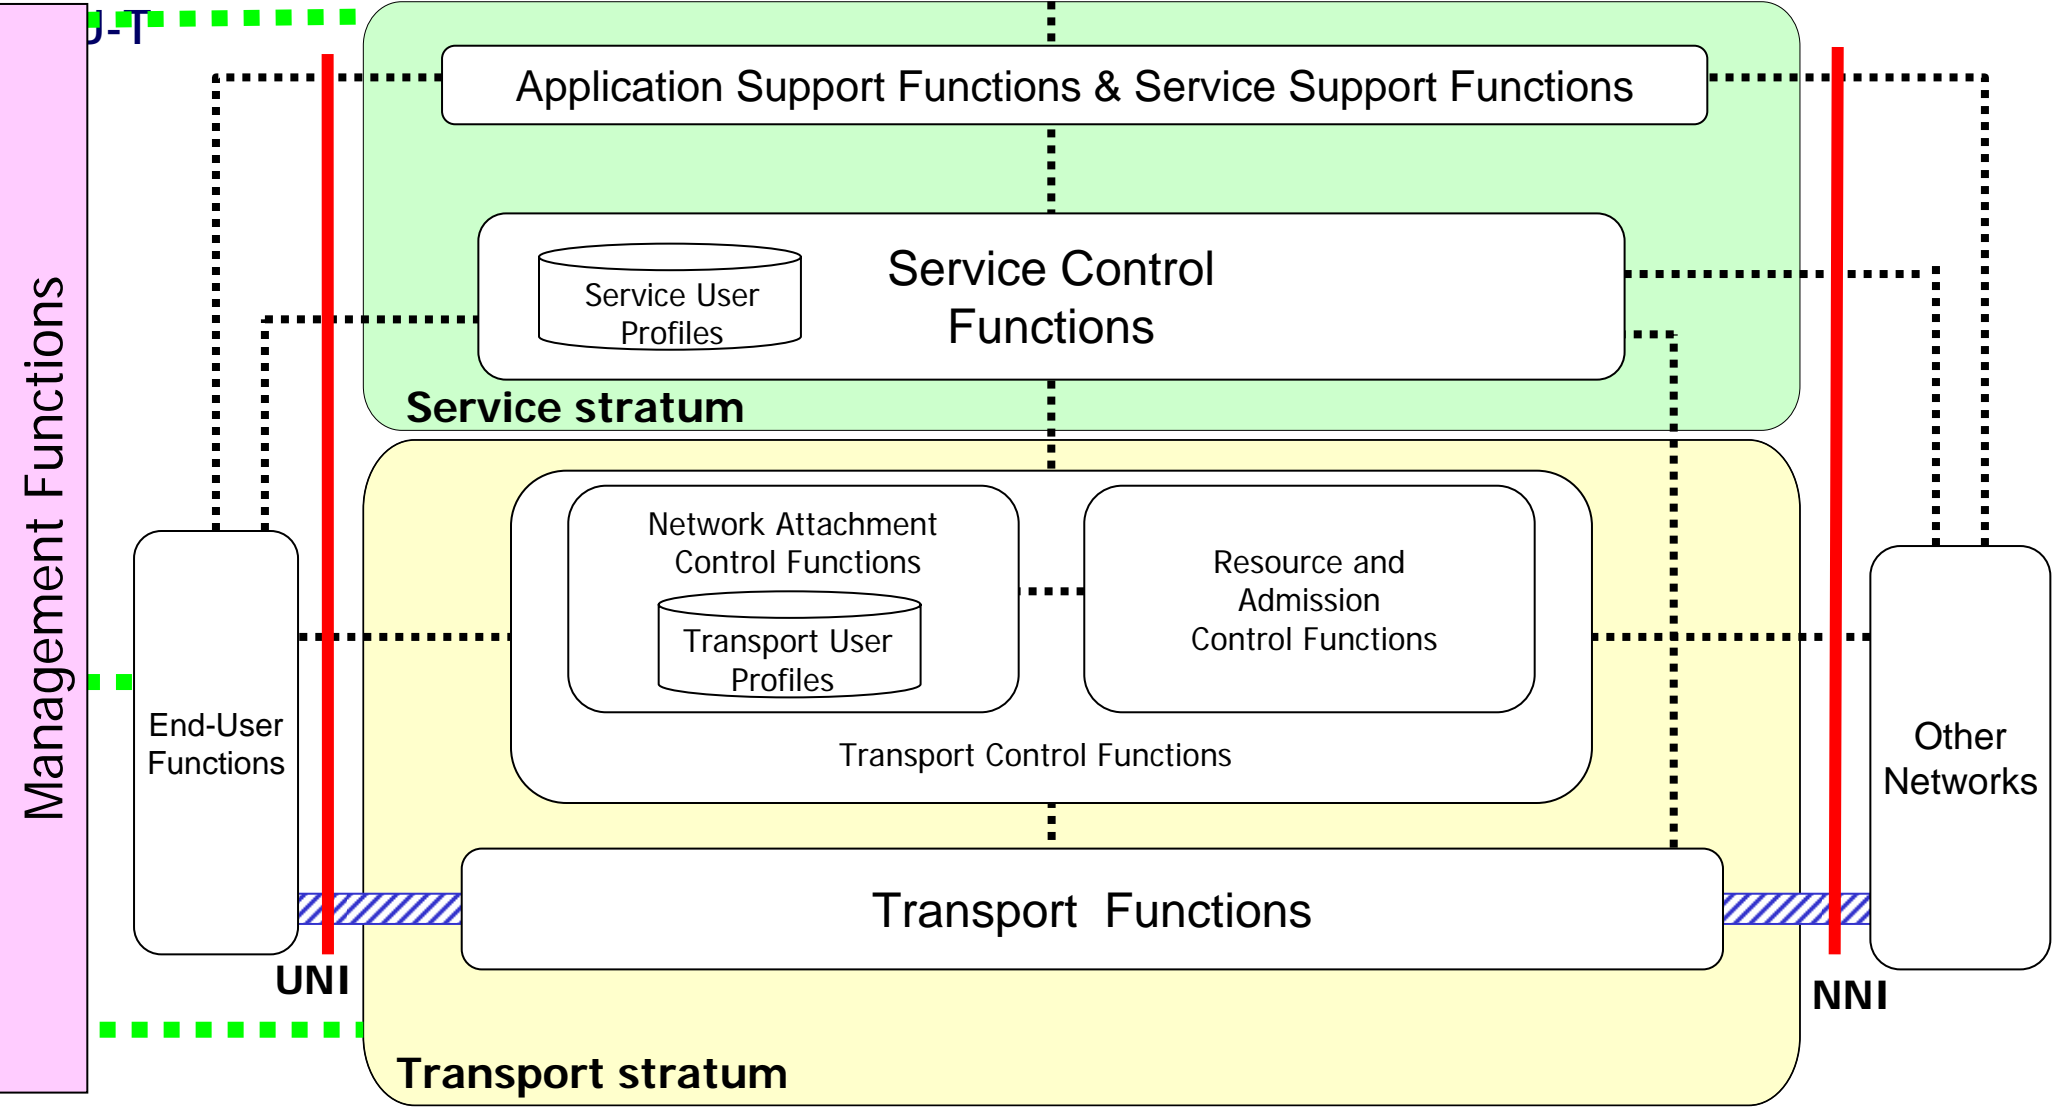 U-T
Application Support Functions & Service Support Functions
Service Control
Functions
Service User
Profiles
Service stratum
Management Functions
Network Attachment
Control Functions
Transport User
Profiles
Resource and
Admission
Control Functions
Transport Control Functions
End-User
Functions
Other
Networks
Transport Functions
UNI
NNI
Transport stratum